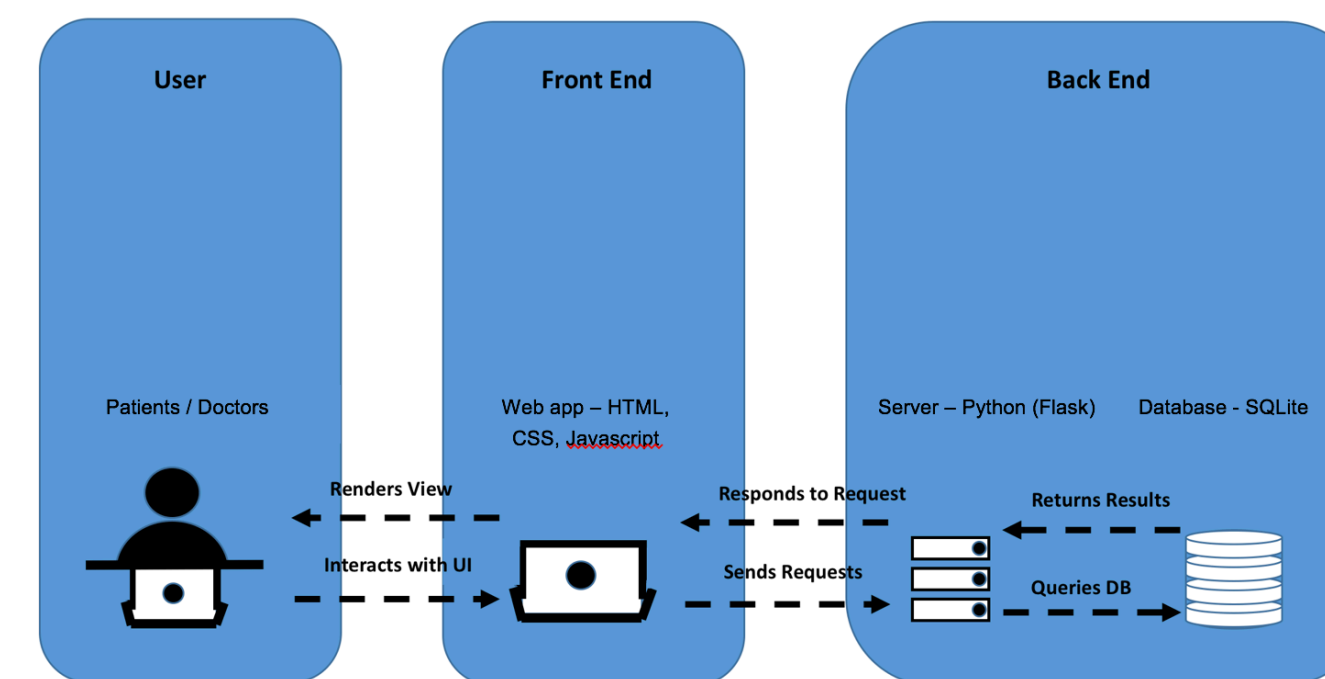 User
Front End
Back End
Patients / Doctors
Web app – HTML,
CSS, Javascript
Server – Python (Flask)
Database - SQLite
Renders View
Responds to Request
Returns Results
Interacts with UI
Sends Requests
Queries DB